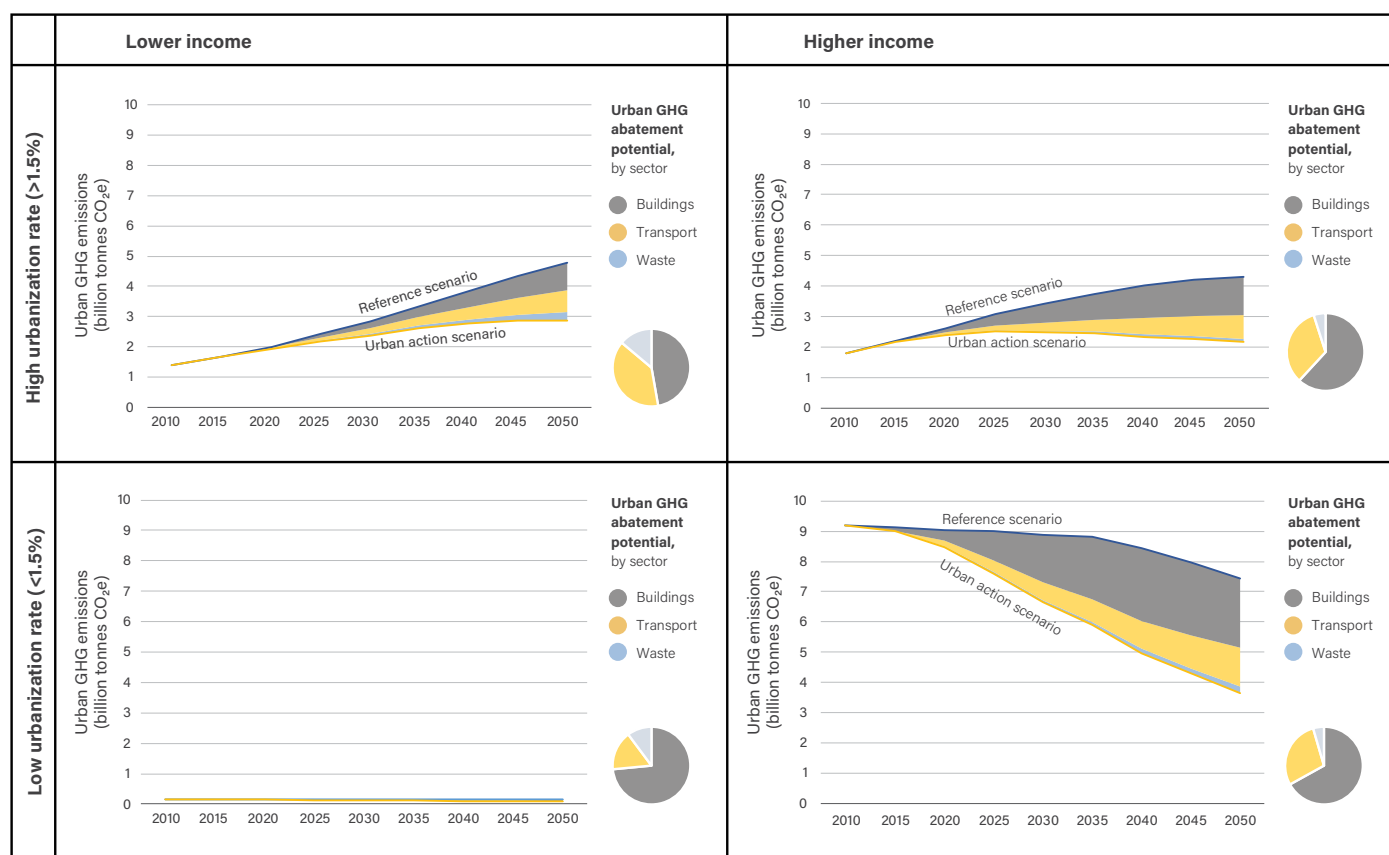 Lower income
Higher income
High urbanization rate (>1.5%)
Urban GHG emissions
(billion tonnes CO₂e)
10
9
8
7
6
5
4
3
2
1
0
Reference scenario
Urban action scenario
2010 2015 2020 2025 2030 2035 2040 2045 2050
Urban GHG
abatement
potential,
by sector
Buildings
Transport
Waste
Urban GHG emissions
(billion tonnes CO₂e)
10
9
8
7
6
5
4
3
2
1
0
Reference scenario
Urban action scenario
2010 2015 2020 2025 2030 2035 2040 2045 2050
Urban GHG
abatement
potential,
by sector
Buildings
Transport
Waste
Low urbanization rate (<1.5%)
Urban GHG emissions
(billion tonnes CO₂e)
10
9
8
7
6
5
4
3
2
1
0
2010 2015 2020 2025 2030 2035 2040 2045 2050
Urban GHG
abatement
potential,
by sector
Buildings
Transport
Waste
Urban GHG emissions
(billion tonnes CO₂e)
10
9
8
7
6
5
4
3
2
1
0
Reference scenario
Urban action scenario
2010 2015 2020 2025 2030 2035 2040 2045 2050
Urban GHG
abatement
potential,
by sector
Buildings
Transport
Waste